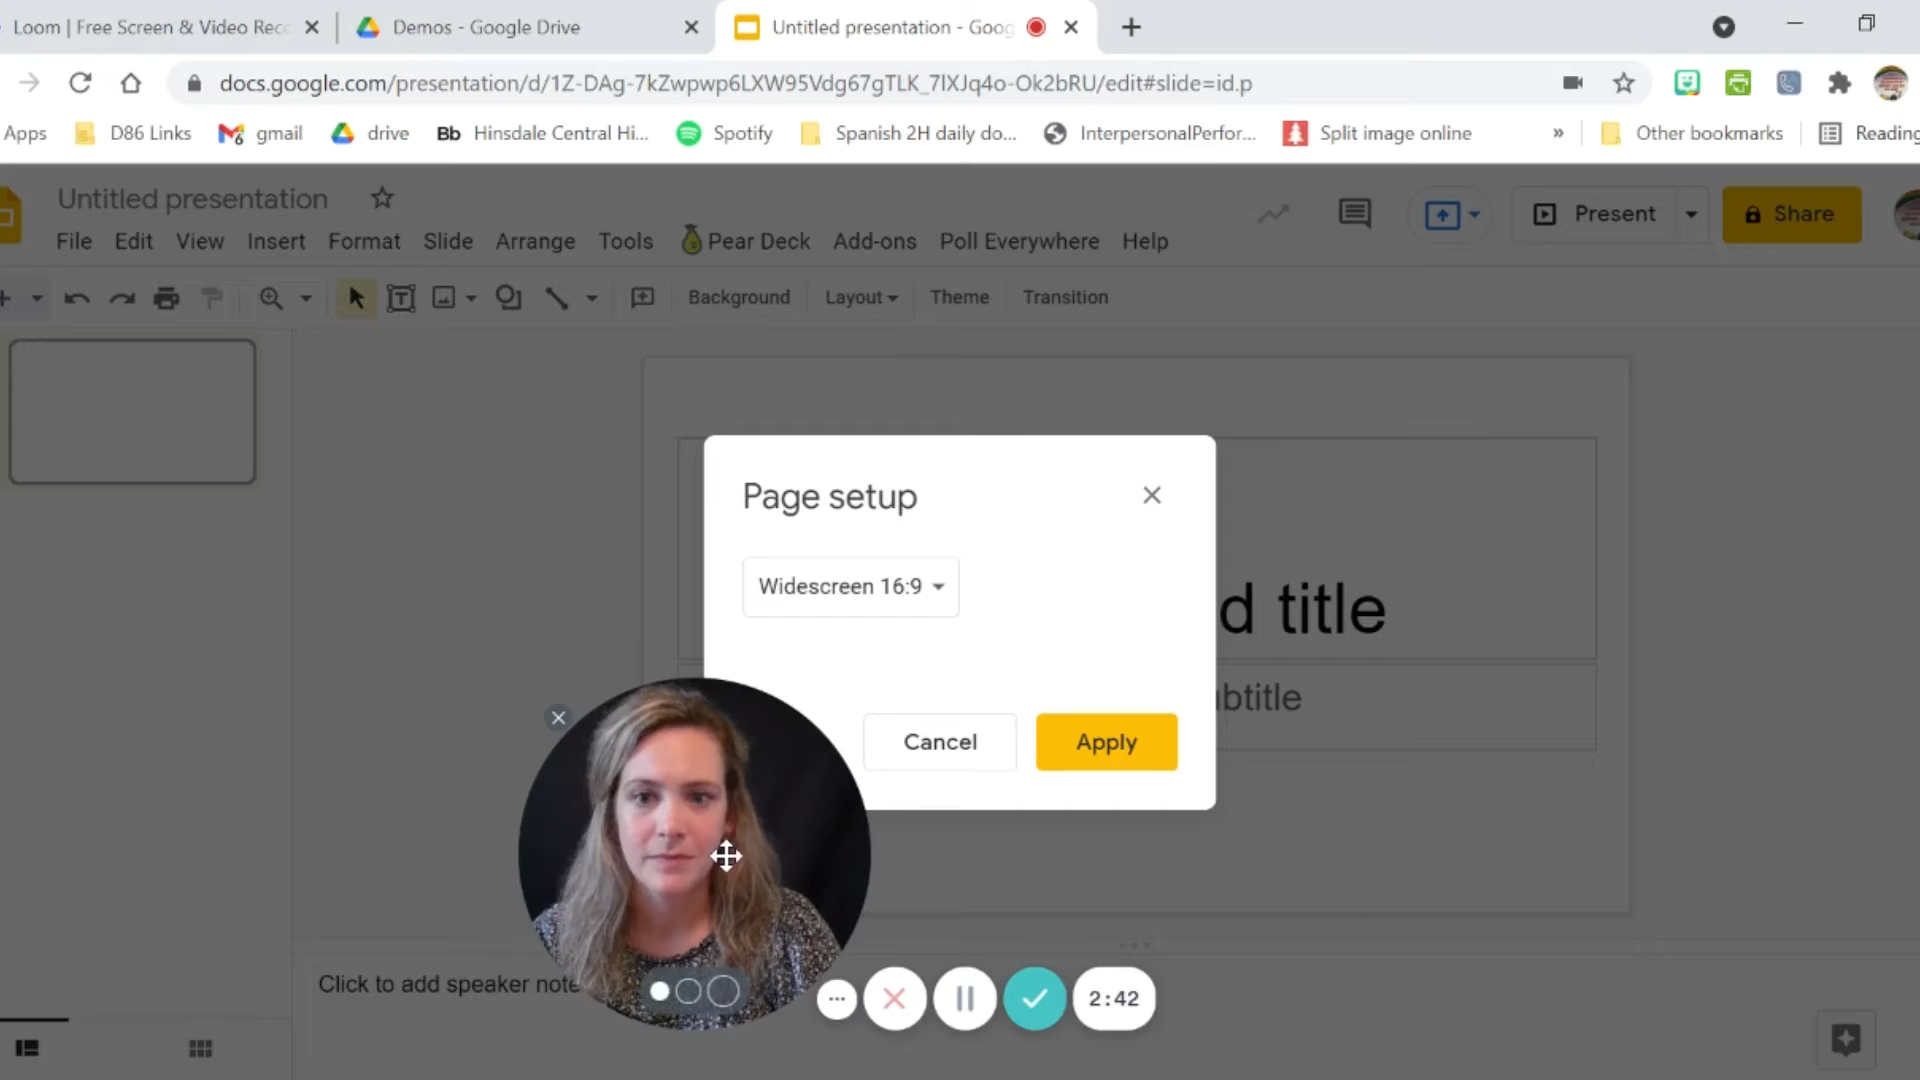 Loom | Free Screen & Video Rec
Demos - Google Drive
Untitled presentation - Goog
docs.google.com/presentation/d/1Z-DAg-7kZwpwp6LXW95Vdg67gTLK_7lXJq4o-Ok2bRU/edit#slide=id.p
Apps
D86 Links
gmail
drive
Bb Hinsdale Central Hi...
Spotify
Spanish 2H daily do...
InterpersonalPerfor...
Split image online
»
Other bookmarks
Reading
Untitled presentation
Present
Share
File Edit View Insert Format Slide Arrange Tools Pear Deck Add-ons Poll Everywhere Help
Background Layout Theme Transition
Page setup
Widescreen 16:9
d title
btitle
Cancel
Apply
Click to add speaker note
2:42